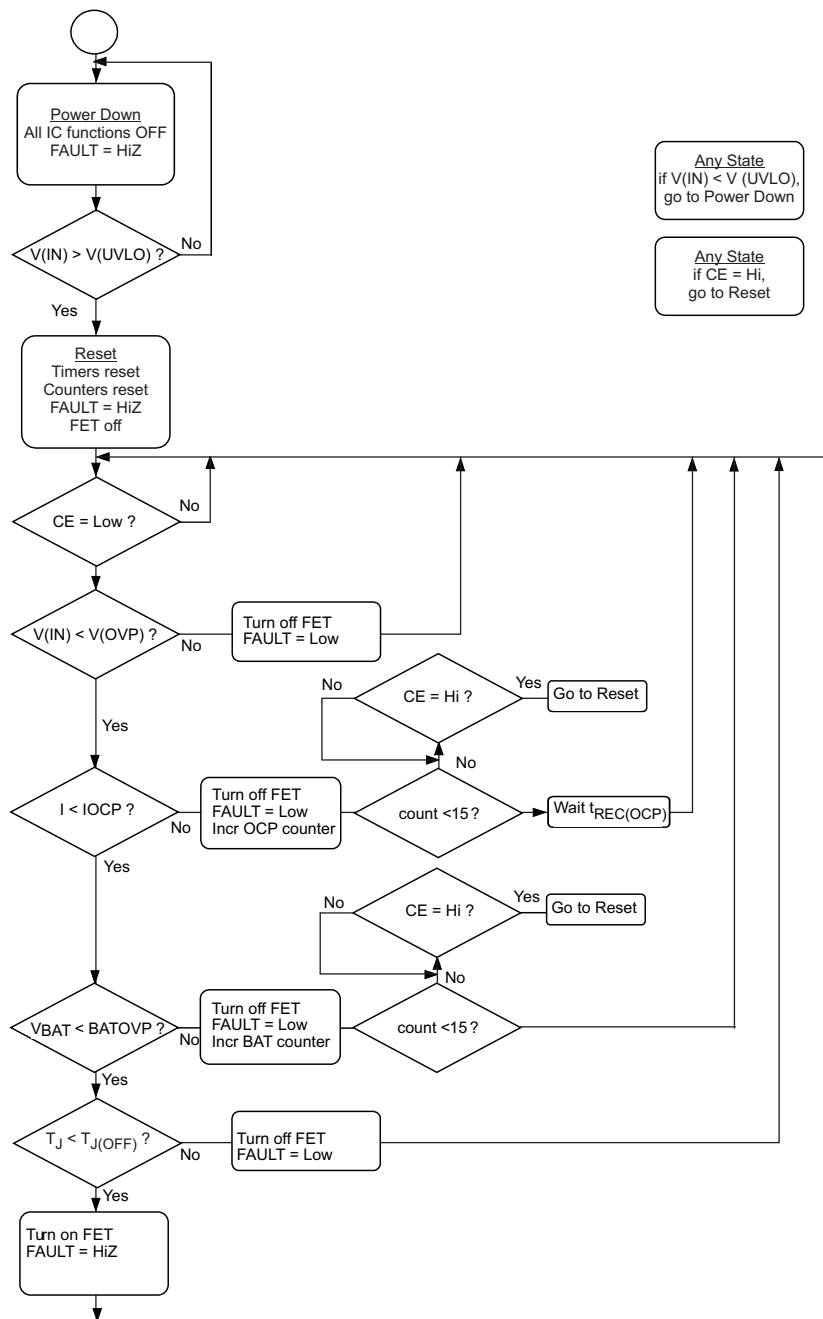 Power Down
All IC functions OFF
FAULT = HiZ
Any State
if V(IN) < V (UVLO),
go to Power Down
V(IN) > V(UVLO) ?
No
Any State
if CE = Hi,
go to Reset
Yes
Reset
Timers reset
Counters reset
FAULT = HiZ
FET off
CE = Low ?
No
V(IN) < V(OVP) ?
No
Turn off FET
FAULT = Low
Yes
No
CE = Hi ?
Yes
Go to Reset
No
I < IOCP ?
No
Turn off FET
FAULT = Low
Incr OCP counter
count <15 ?
Wait tREC(OCP)
Yes
No
CE = Hi ?
Yes
Go to Reset
No
VBAT < BATOVP ?
No
Turn off FET
FAULT = Low
Incr BAT counter
count <15 ?
Yes
TJ < TJ(OFF) ?
No
Turn off FET
FAULT = Low
Yes
Turn on FET
FAULT = HiZ